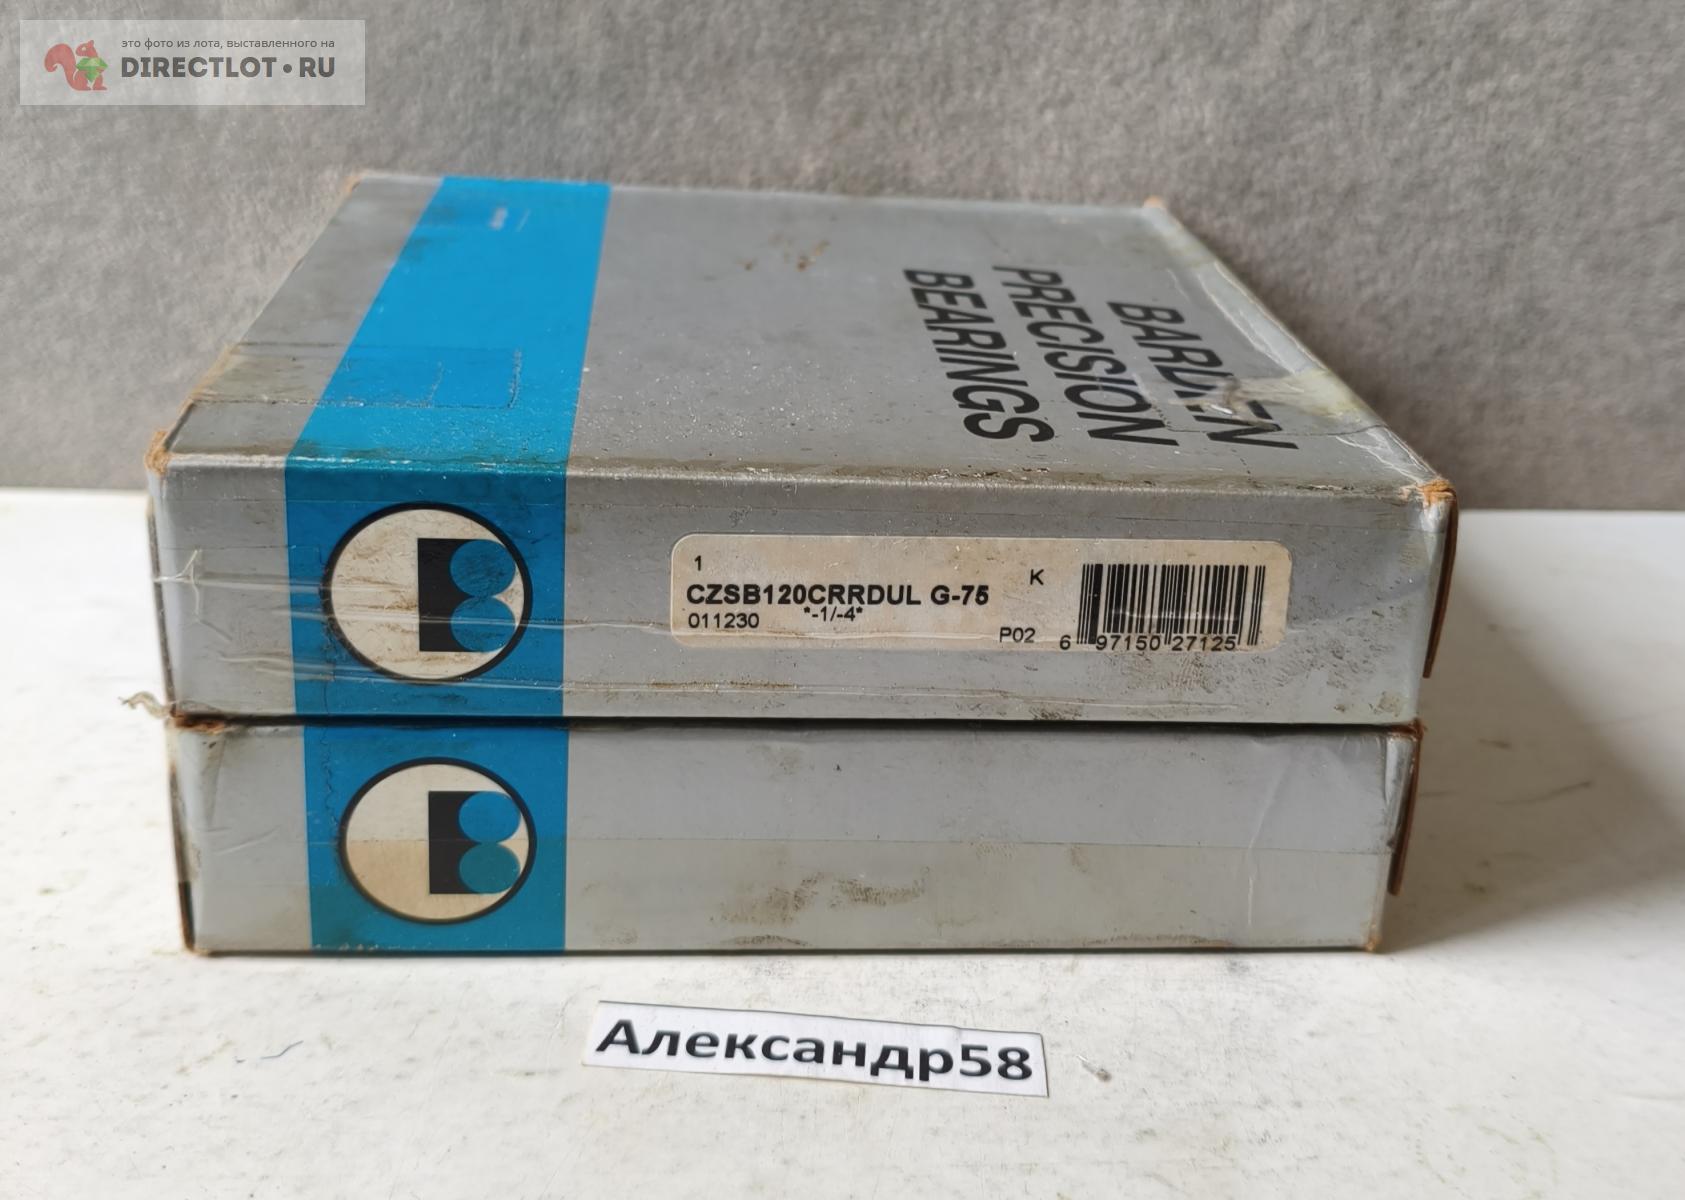 это фото из лота, выставленного на
DIRECTLOT•RU
BARDEN
PRECISION
BEARINGS
1
K
CZSB120CRRDUL G-75
011230 *-1/-4*
P02 6 97150 27125
Александр58